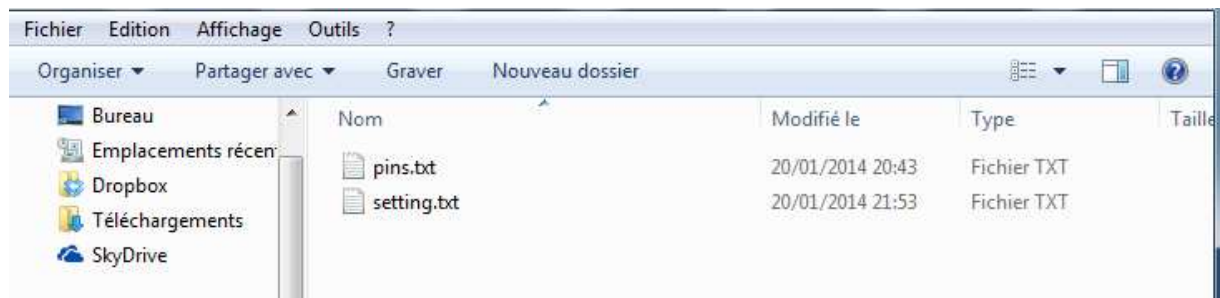 Fichier Edition Affichage Outils ?
Organiser Partager avec Graver Nouveau dossier
Bureau
Emplacements récen
Dropbox
Téléchargements
SkyDrive
Nom Modifié le Type Taille
pins.txt 20/01/2014 20:43 Fichier TXT
setting.txt 20/01/2014 21:53 Fichier TXT